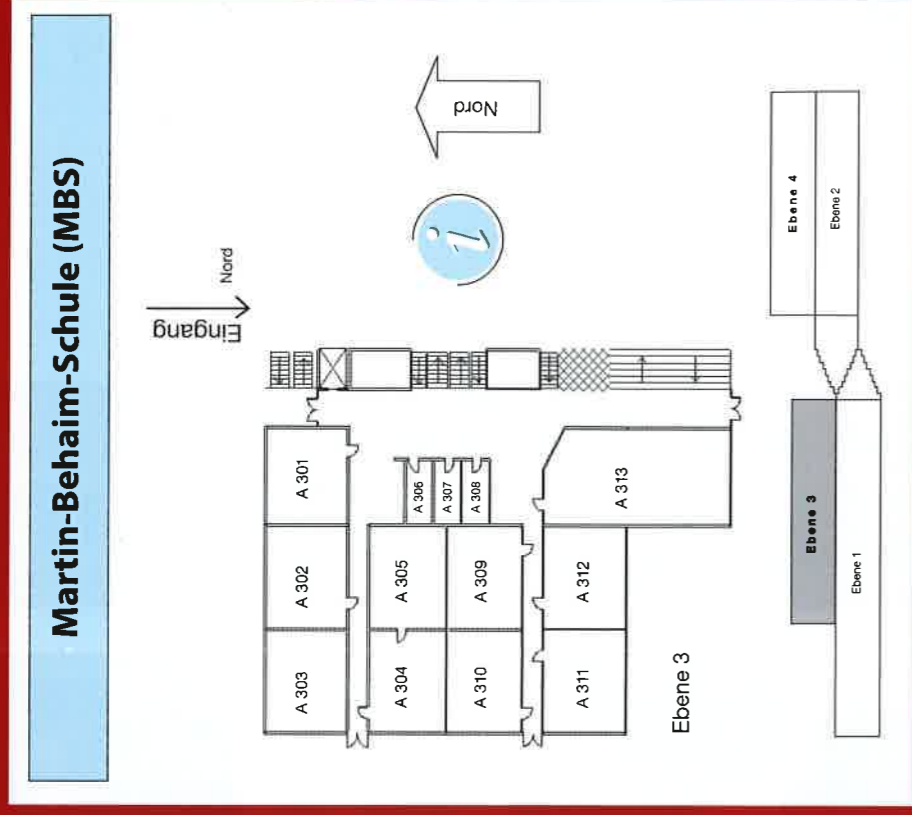 Martin-Behaim-Schule (MBS)
Eingang
Nord
Nord
i
A 303
A 302
A 301
A 304
A 305
A 306
A 307
A 308
A 310
A 309
A 311
A 312
A 313
Ebene 3
Ebene 3
Ebene 4
Ebene 1
Ebene 2